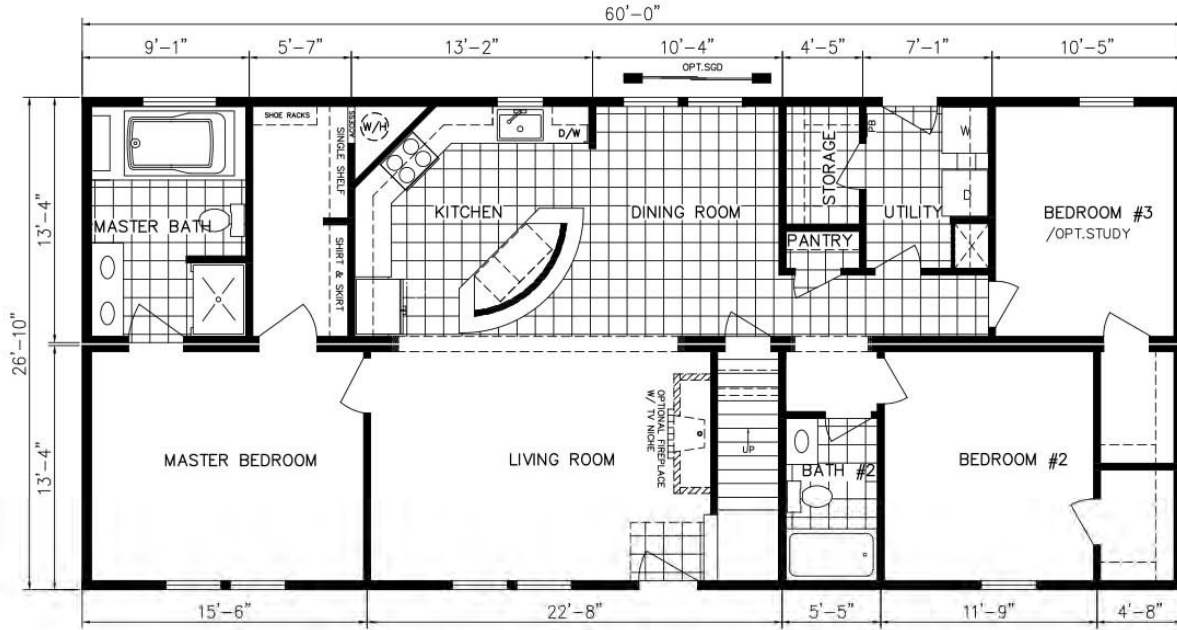 60'-0"
9'-1"
5'-7"
13'-2"
10'-4"
4'-5"
7'-1"
10'-5"
OPT.SGD
SHOE RACKS
ACCESS
W/H
D/W
PB
W
SINGLE SHELF
STORAGE
D
13'-4"
MASTER BATH
KITCHEN
DINING ROOM
UTILITY
BEDROOM #3
/OPT.STUDY
PANTRY
SHIRT & SKIRT
26'-10"
13'-4"
MASTER BEDROOM
LIVING ROOM
OPTIONAL FIREPLACE
W/ TV NICHE
UP
BATH #2
BEDROOM #2
15'-6"
22'-8"
5'-5"
11'-9"
4'-8"